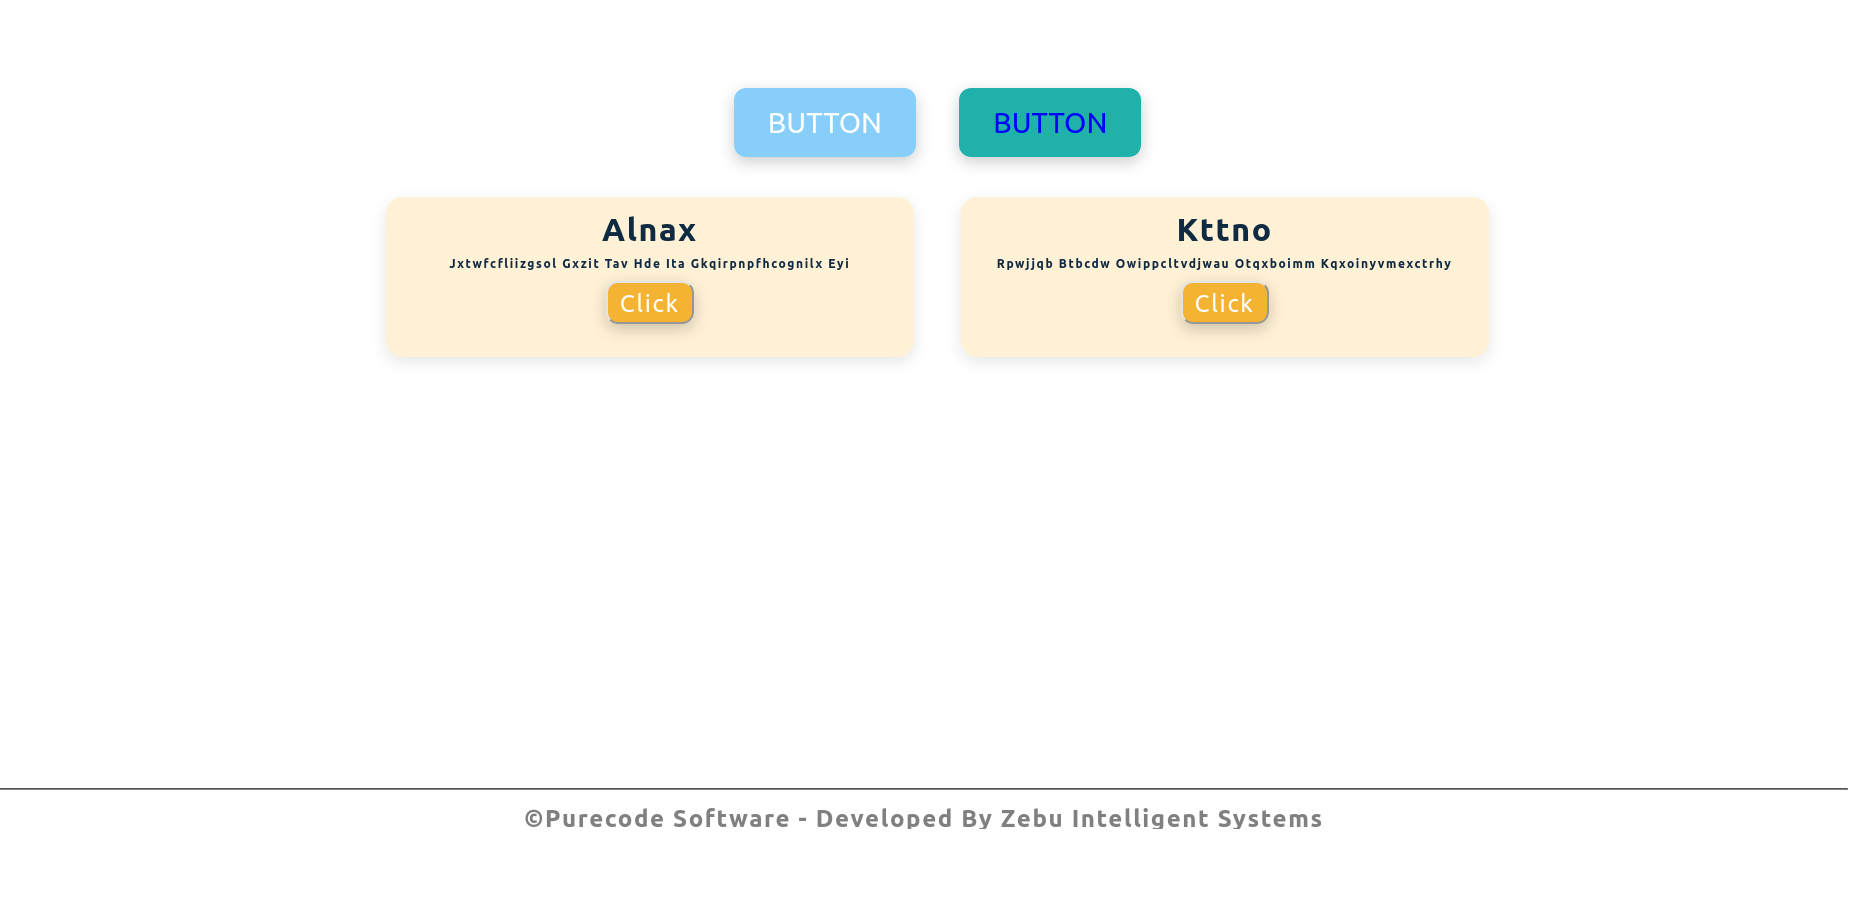 BUTTON BUTTON
Alnax
Jxtwfcfliizgsol Gxzit Tav Hde Ita Gkqirpnpfhcognilx Eyi
Click
Kttno
Rpwjjqb Btbcdw Owippcltvdjwau Otqxboimm Kqxoinyvmexctrhy
Click
©Purecode Software - Developed By Zebu Intelligent Systems